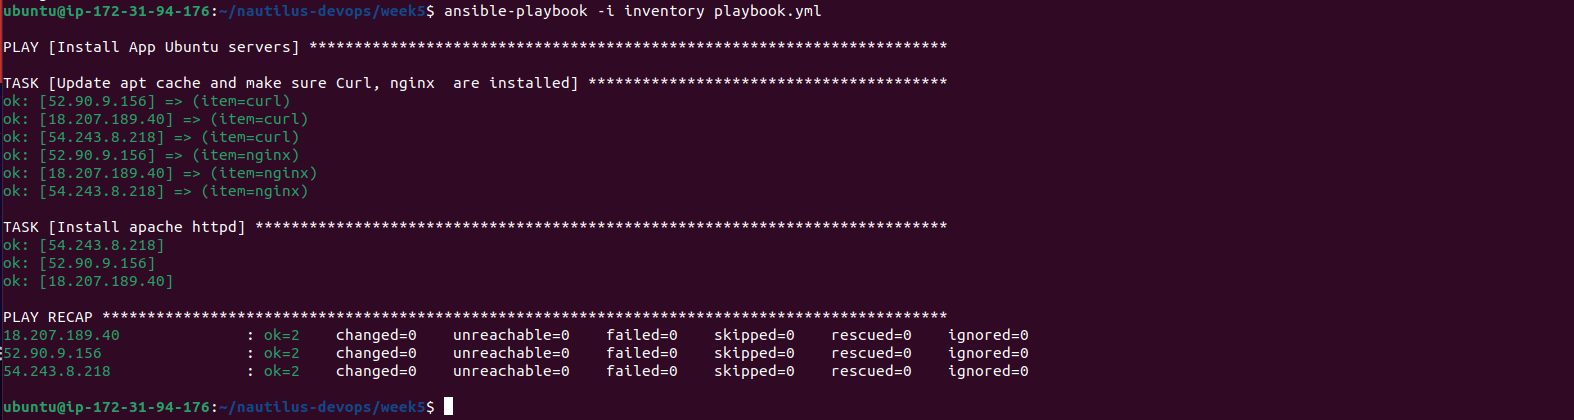 ubuntu@ip-172-31-94-176:~/nautilus-devops/week5$ ansible-playbook -i inventory playbook.yml
PLAY [Install App Ubuntu servers] ***********************************************************************
TASK [Update apt cache and make sure Curl, nginx  are installed] ****************************************
ok: [52.90.9.156] => (item=curl)
ok: [18.207.189.40] => (item=curl)
ok: [54.243.8.218] => (item=curl)
ok: [52.90.9.156] => (item=nginx)
ok: [18.207.189.40] => (item=nginx)
ok: [54.243.8.218] => (item=nginx)
TASK [Install apache httpd] *****************************************************************************
ok: [54.243.8.218]
ok: [52.90.9.156]
ok: [18.207.189.40]
PLAY RECAP **********************************************************************************************
18.207.189.40              : ok=2    changed=0    unreachable=0    failed=0    skipped=0    rescued=0    ignored=0
52.90.9.156                : ok=2    changed=0    unreachable=0    failed=0    skipped=0    rescued=0    ignored=0
54.243.8.218               : ok=2    changed=0    unreachable=0    failed=0    skipped=0    rescued=0    ignored=0
ubuntu@ip-172-31-94-176:~/nautilus-devops/week5$